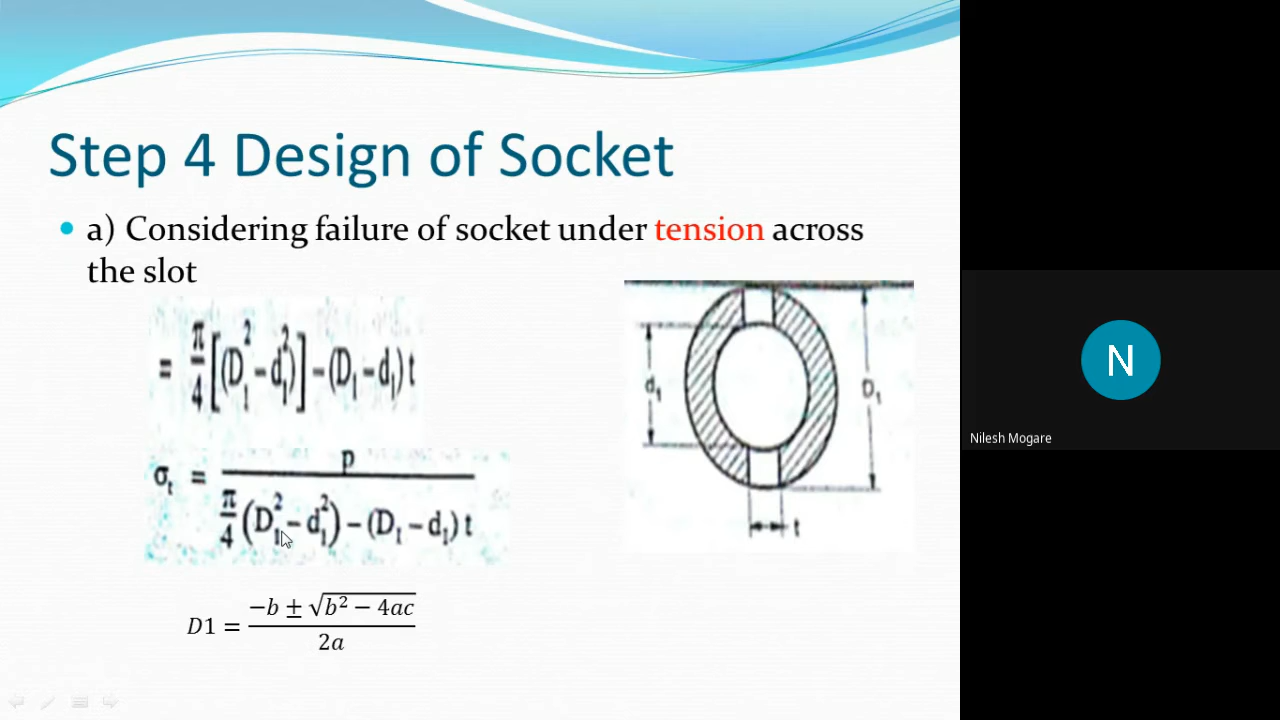 Step 4 Design of Socket
• a) Considering failure of socket under tension across
the slot
= π/4 [(D₁² - d₁²)] - (D₁ - d₁) t
σₜ = p / π/4 (D₁² - d₁²) - (D₁ - d₁) t
D1 = −b ± √b² − 4ac / 2a
d₁
D₁
t
N
Nilesh Mogare